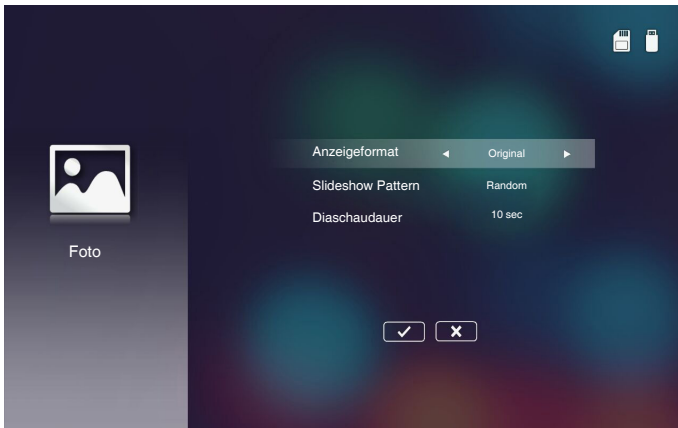 Foto
Anzeigeformat Original
Slideshow Pattern Random
Diaschaudauer 10 sec